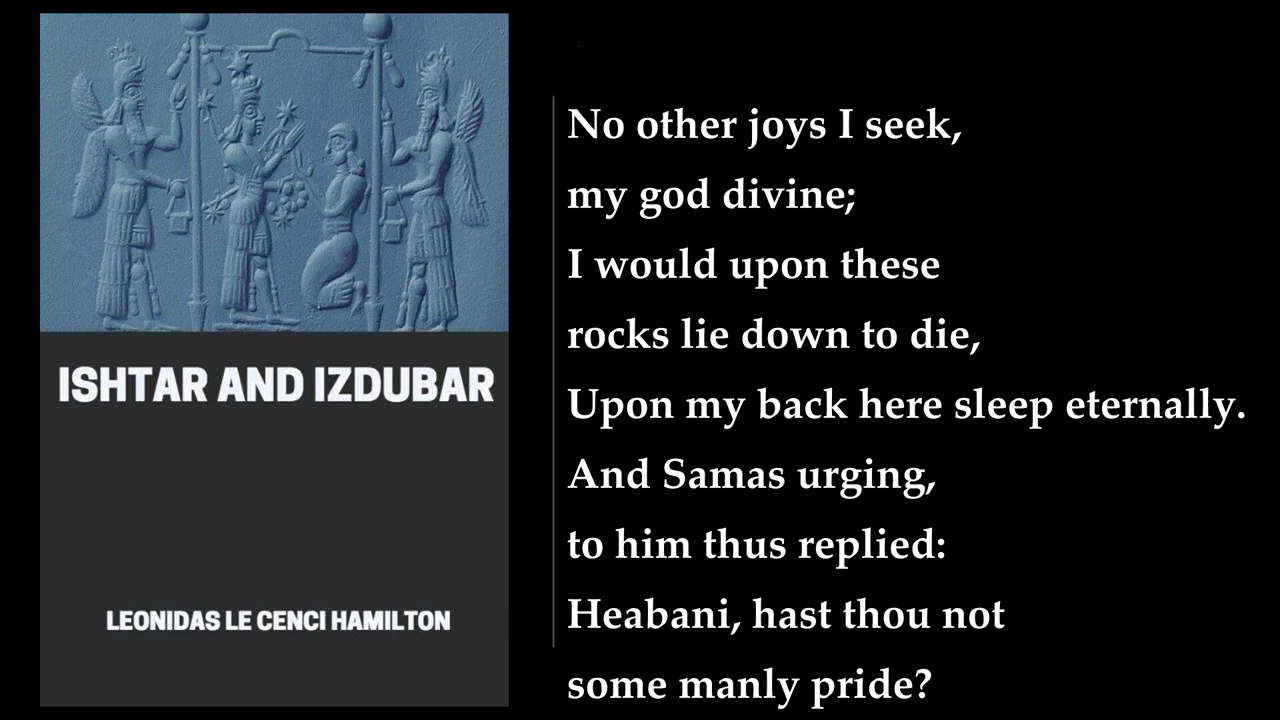 ISHTAR AND IZDUBAR
LEONIDAS LE CENCI HAMILTON
No other joys I seek,
my god divine;
I would upon these
rocks lie down to die,
Upon my back here sleep eternally.
And Samas urging,
to him thus replied:
Heabani, hast thou not
some manly pride?